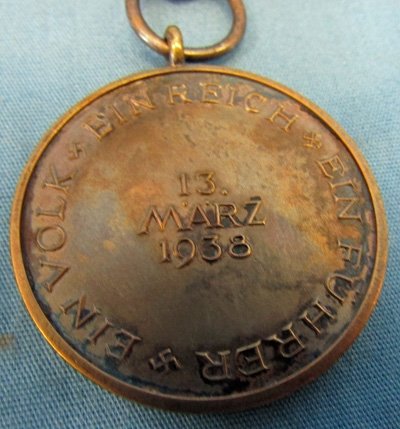 EIN VOLK EIN REICH EIN FÜHRER
13.
MÄRZ
1938